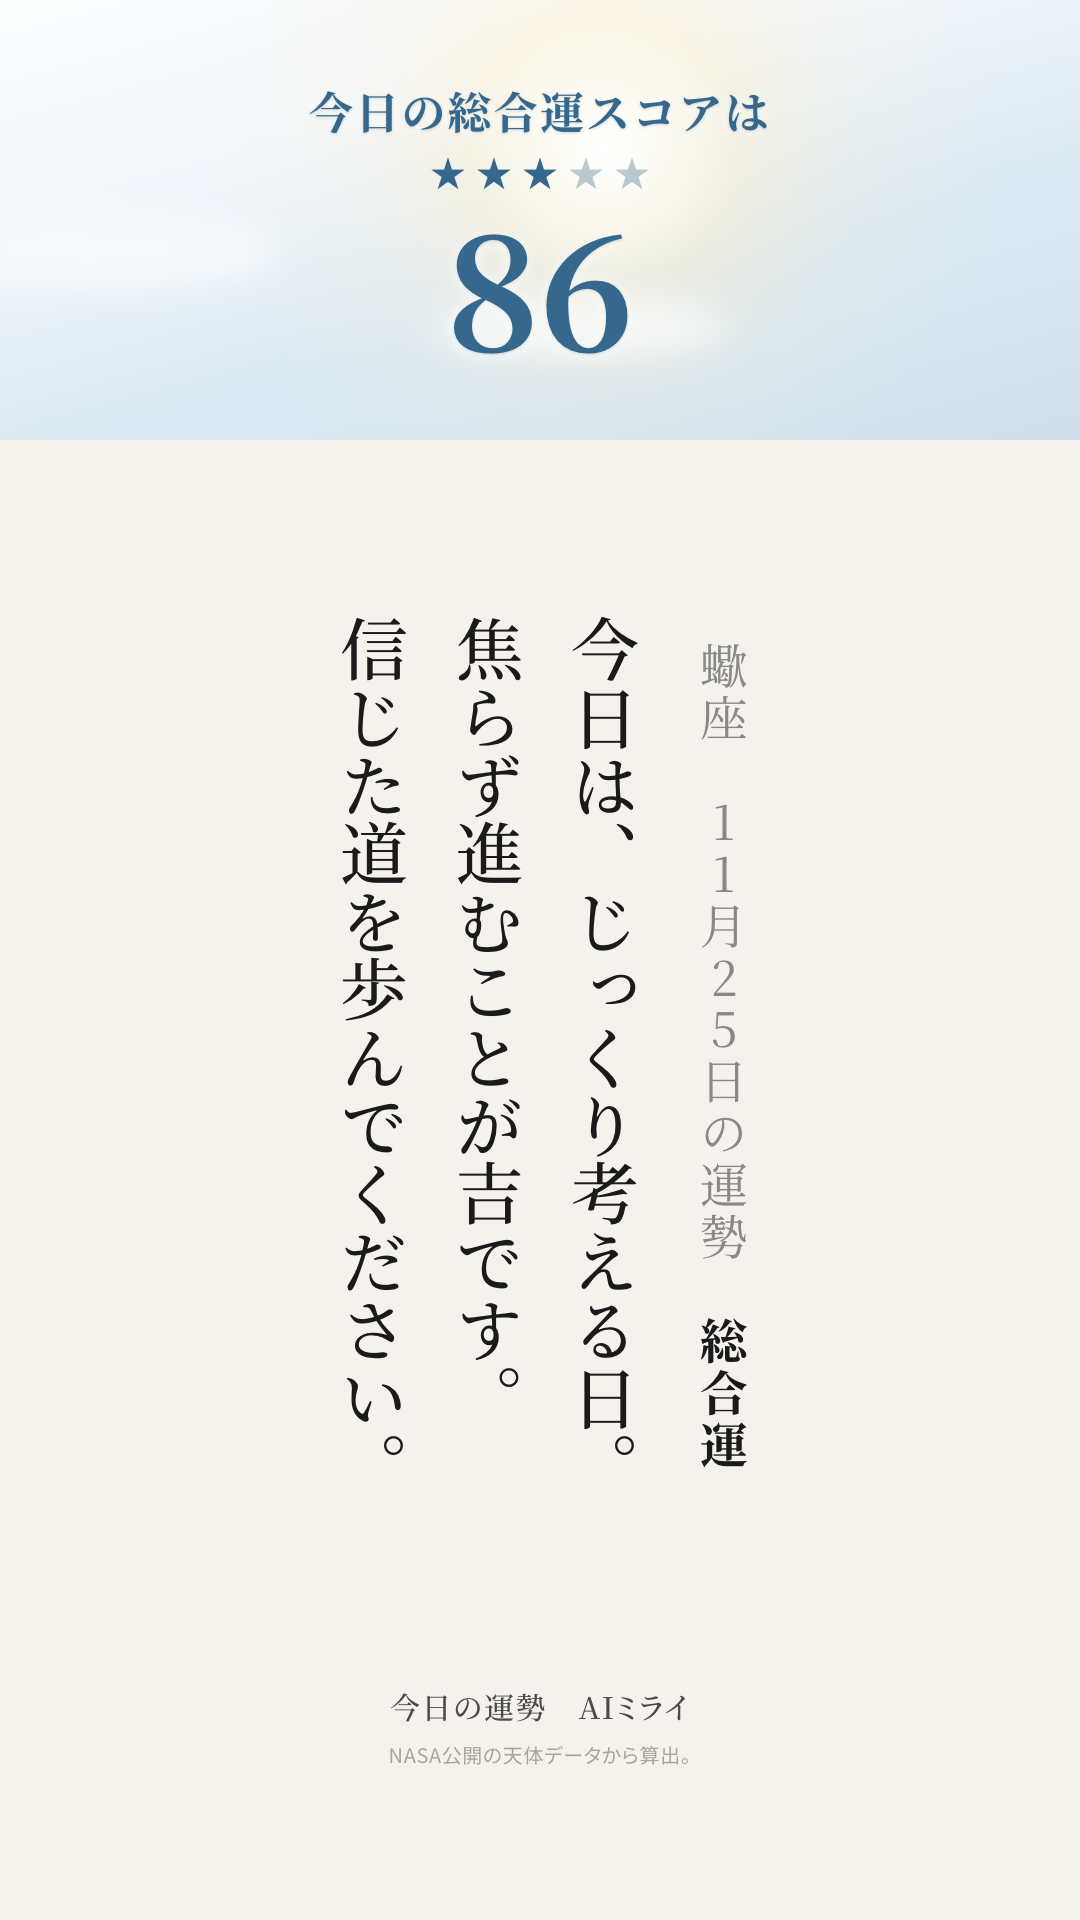 今日の総合運スコアは
★★★★★
86
蠍座　11月25日の運勢　総合運
今日は、じっくり考える日。
焦らず進むことが吉です。
信じた道を歩んでください。
今日の運勢　AIミライ
NASA公開の天体データから算出。